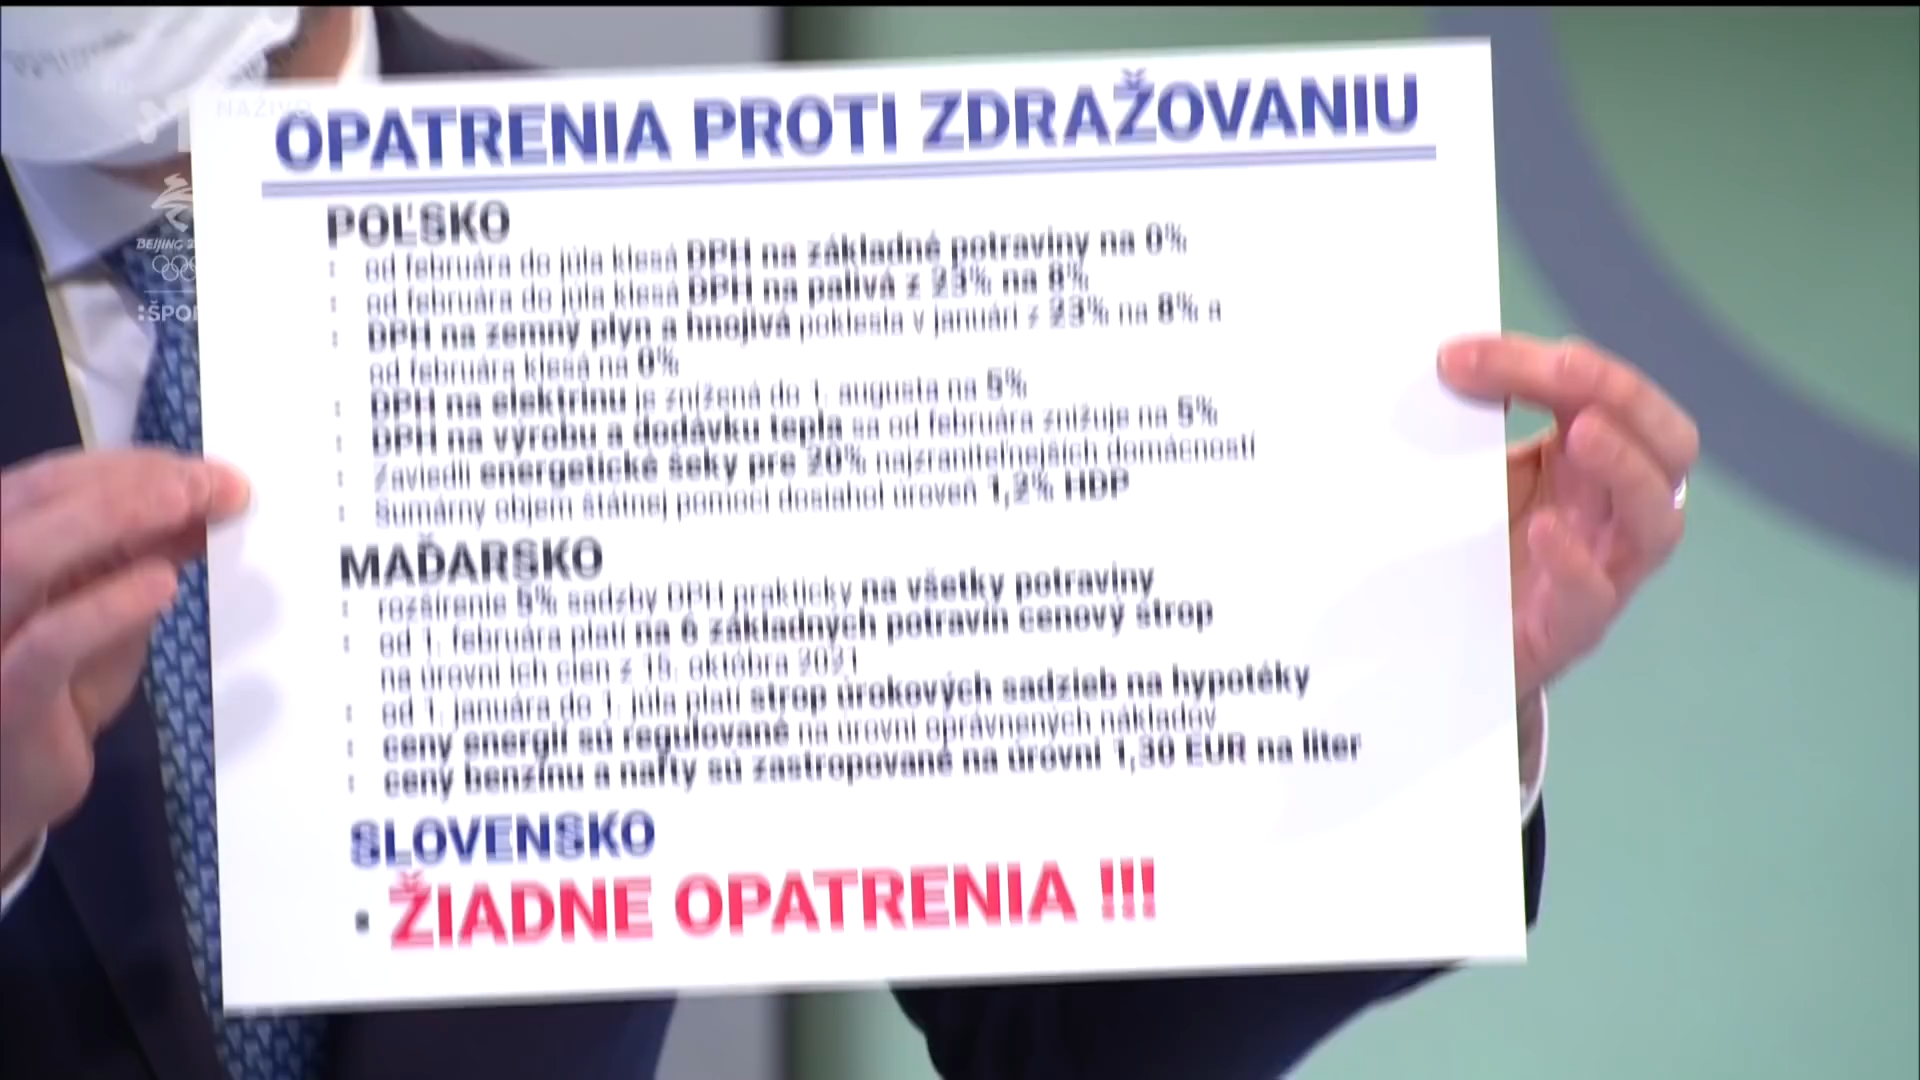 NAŽIVO
OPATRENIA PROTI ZDRAŽOVANIU
POĽSKO
od februára do júla klesá DPH na základné potraviny na 0%
od februára do júla klesá DPH na palivá z 23% na 8%
DPH na zemný plyn a hnojivá poklesla v januári z 23% na 8% a
od februára klesá na 0%
DPH na elektrinu je znížená do 1. augusta na 5%
DPH na výrobu a dodávku tepla sa od februára znižuje na 5%
Zaviedli energetické šeky pre 20% najzraniteľnejších domácností
Sumárny objem štátnej pomoci dosiahol úroveň 1,2% HDP
MAĎARSKO
rozšírenie 5% sadzby DPH prakticky na všetky potraviny
od 1. februára platí na 6 základných potravín cenový strop
na úrovni ich cien z 15. októbra 2021
od 1. januára do 1. júla platí strop úrokových sadzieb na hypotéky
ceny energií sú regulované na úrovni oprávnených nákladov
ceny benzínu a nafty sú zastropované na úrovni 1,30 EUR na liter
SLOVENSKO
• ŽIADNE OPATRENIA !!!
BEIJING 2
:ŠPO